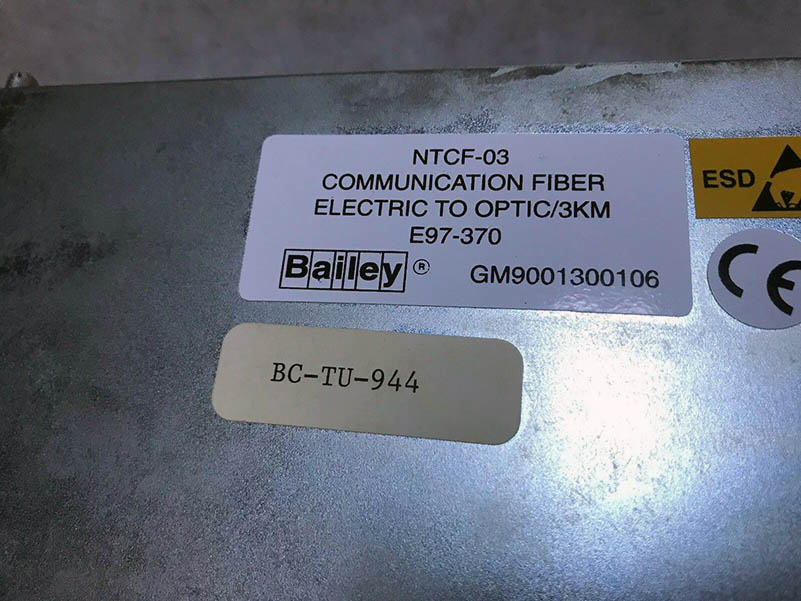 NTCF-03
COMMUNICATION FIBER
ELECTRIC TO OPTIC/3KM
E97-370
Bailey ® GM9001300106
ESD
CE
BC-TU-944